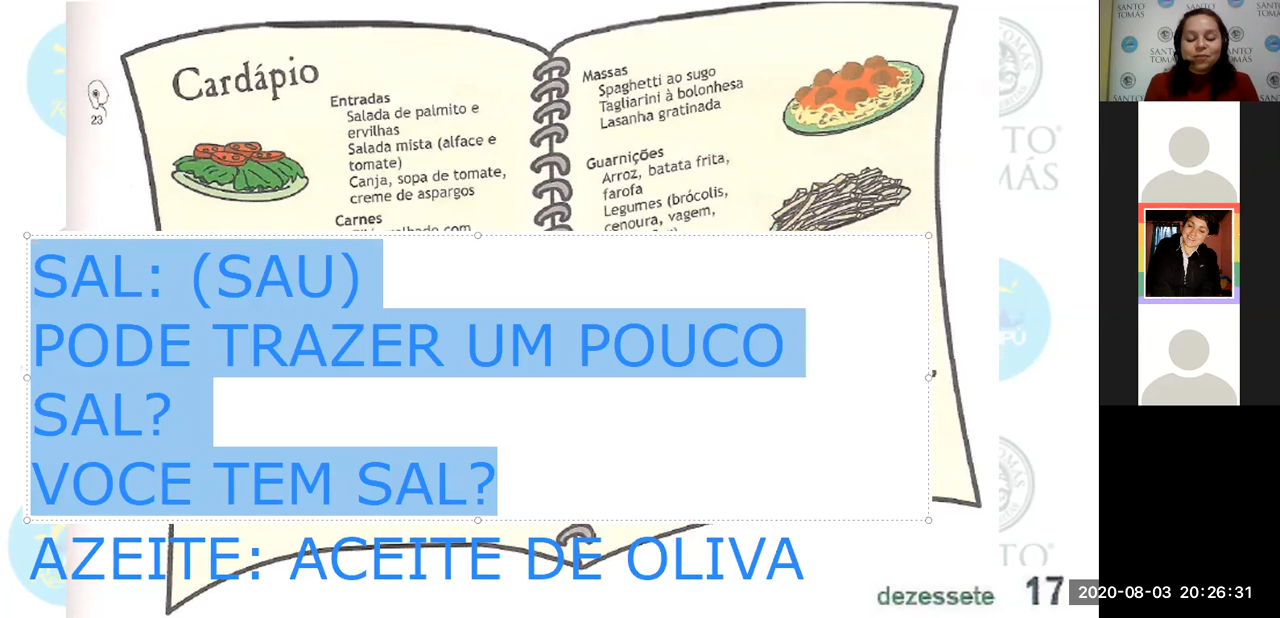 Cardápio
23
Entradas
Salada de palmito e
ervilhas
Salada mista (alface e
tomate)
Canja, sopa de tomate,
creme de aspargos
Carnes
Massas
Spaghetti ao sugo
Tagliarini à bolonhesa
Lasanha gratinada
Guarnições
Arroz, batata frita,
farofa
Legumes (brócolis,
cenoura, vagem,
SAL: (SAU)
PODE TRAZER UM POUCO
SAL?
VOCE TEM SAL?
AZEITE: ACEITE DE OLIVA
dezessete 17
2020-08-03 20:26:31
SANTO
TOMÁS